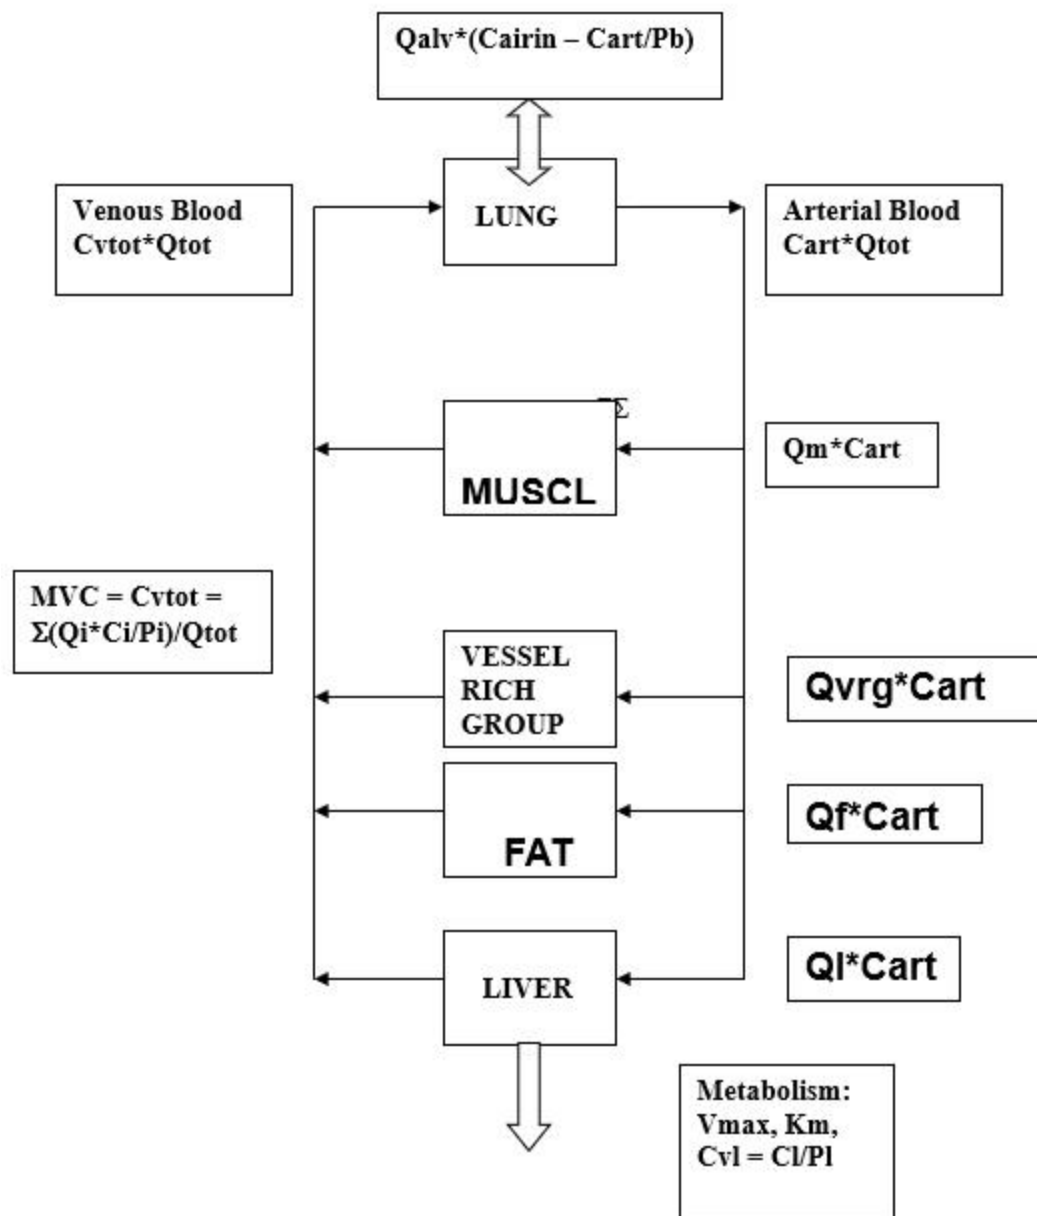 Qalv*(Cairin – Cart/Pb)
Venous Blood
Cvtot*Qtot
LUNG
Arterial Blood
Cart*Qtot
Σ
MUSCL
Qm*Cart
MVC = Cvtot =
Σ(Qi*Ci/Pi)/Qtot
VESSEL
RICH
GROUP
Qvrg*Cart
FAT
Qf*Cart
LIVER
Ql*Cart
Metabolism:
Vmax, Km,
Cvl = Cl/Pl